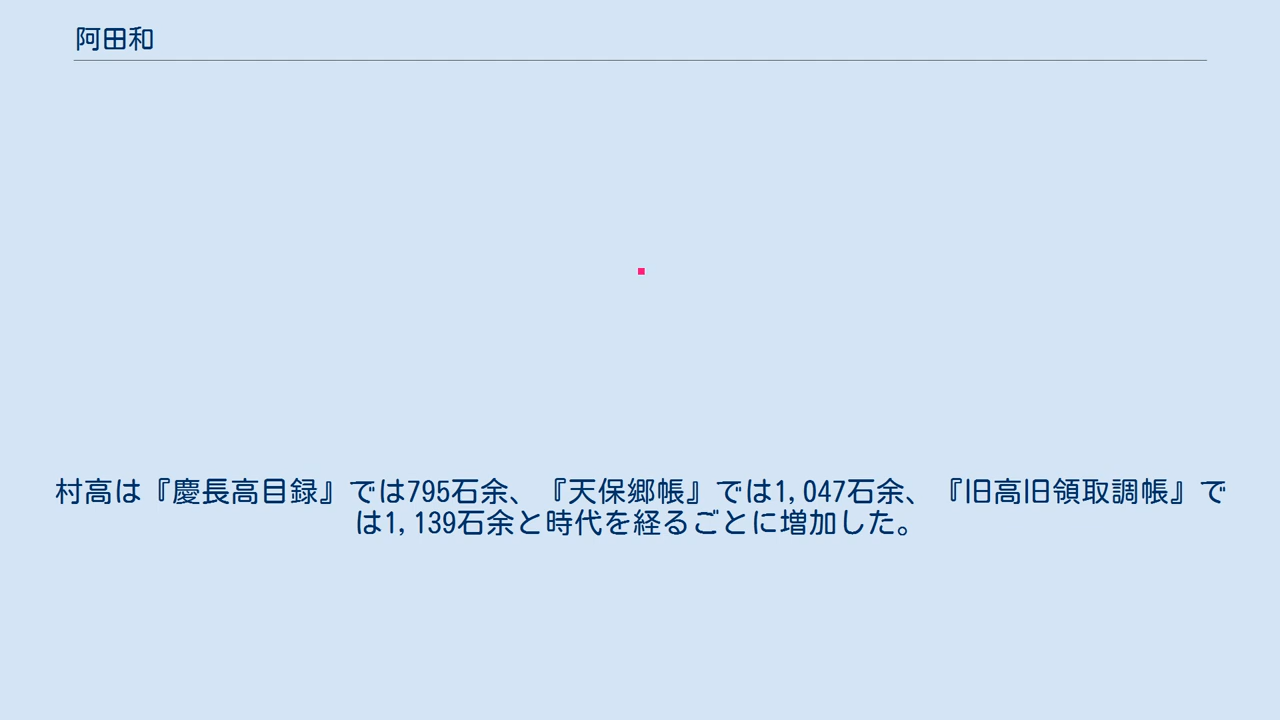 阿田和
村高は『慶長高目録』では795石余、『天保郷帳』では1,047石余、『旧高旧領取調帳』で
は1,139石余と時代を経るごとに増加した。